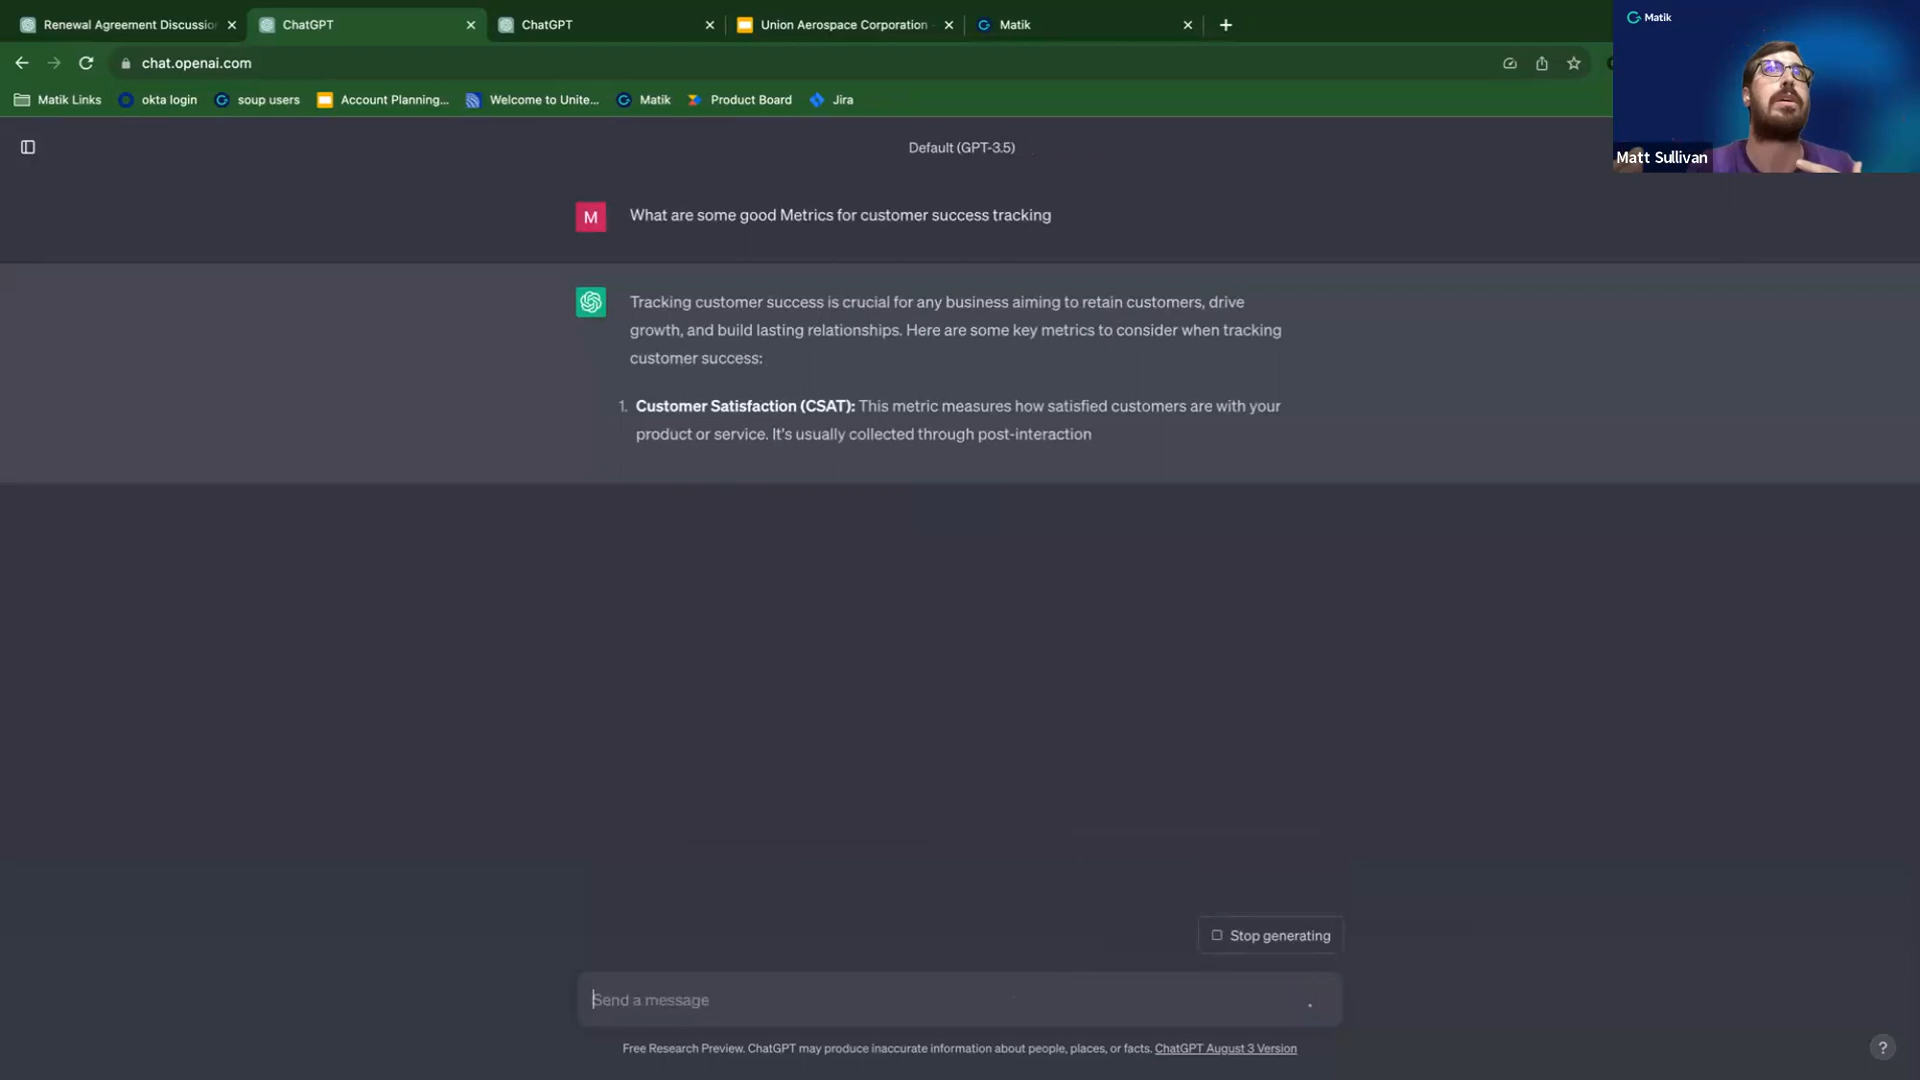 Renewal Agreement Discussion
ChatGPT
ChatGPT
Union Aerospace Corporation
Matik
chat.openai.com
Matik Links
okta login
soup users
Account Planning...
Welcome to Unite...
Matik
Product Board
Jira
Matik
Matt Sullivan
Default (GPT-3.5)
M
What are some good Metrics for customer success tracking
Tracking customer success is crucial for any business aiming to retain customers, drive
growth, and build lasting relationships. Here are some key metrics to consider when tracking
customer success:
1. Customer Satisfaction (CSAT): This metric measures how satisfied customers are with your
product or service. It's usually collected through post-interaction
Stop generating
Send a message
Free Research Preview. ChatGPT may produce inaccurate information about people, places, or facts. ChatGPT August 3 Version
?